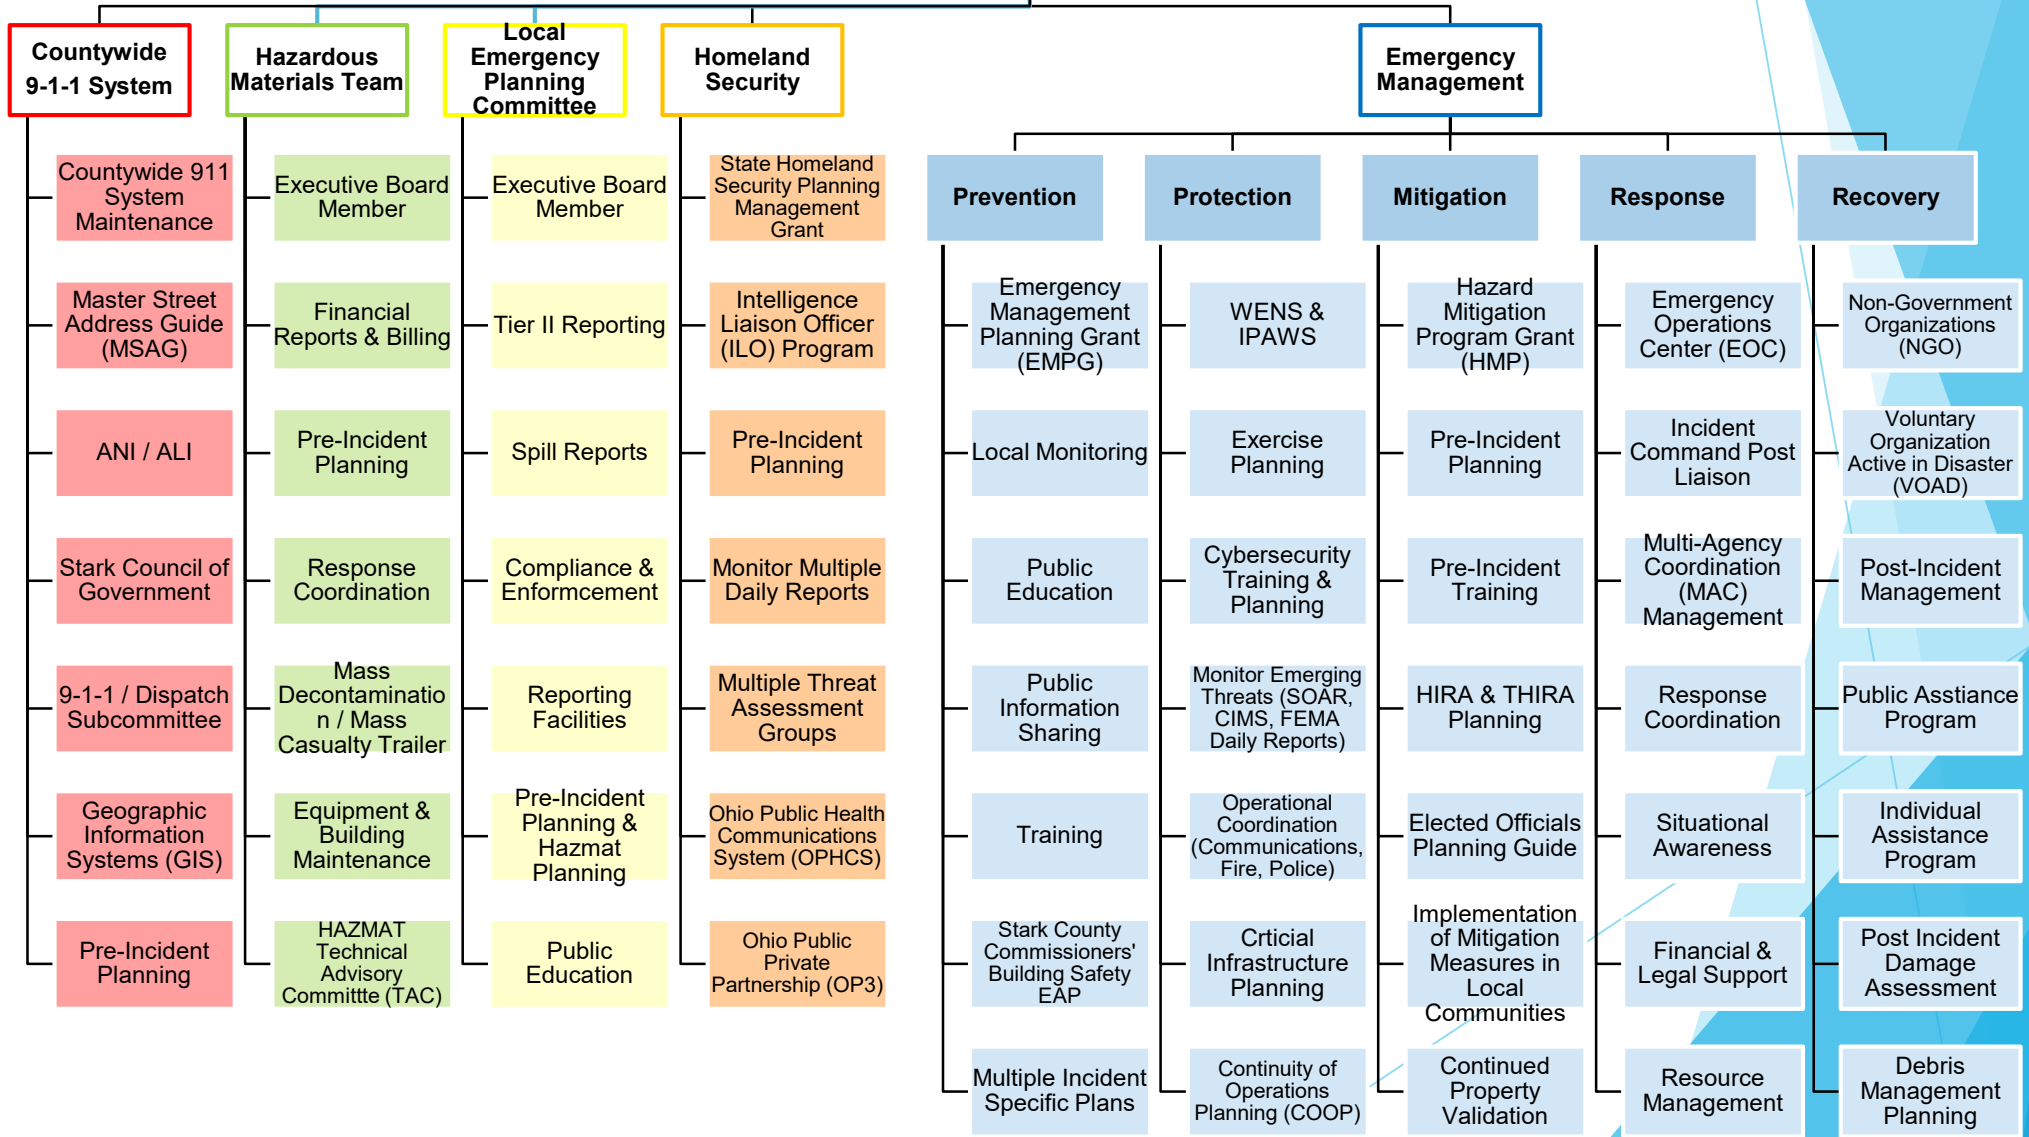 Countywide
9-1-1 System
Countywide 911
System
Maintenance
Master Street
Address Guide
(MSAG)
ANI / ALI
Stark Council of
Government
9-1-1 / Dispatch
Subcommittee
Geographic
Information
Systems (GIS)
Pre-Incident
Planning
Hazardous
Materials Team
Executive Board
Member
Financial
Reports & Billing
Pre-Incident
Planning
Response
Coordination
Mass
Decontaminatio
n / Mass
Casualty Trailer
Equipment &
Building
Maintenance
HAZMAT
Technical
Advisory
Committte (TAC)
Local
Emergency
Planning
Committee
Executive Board
Member
Tier II Reporting
Spill Reports
Compliance &
Enformcement
Reporting
Facilities
Pre-Incident
Planning &
Hazmat
Planning
Public
Education
Homeland
Security
State Homeland
Security Planning
Management
Grant
Intelligence
Liaison Officer
(ILO) Program
Pre-Incident
Planning
Monitor Multiple
Daily Reports
Multiple Threat
Assessment
Groups
Ohio Public Health
Communications
System (OPHCS)
Ohio Public
Private
Partnership (OP3)
Emergency
Management
Prevention
Emergency
Management
Planning Grant
(EMPG)
Local Monitoring
Public
Education
Public
Information
Sharing
Training
Stark County
Commissioners'
Building Safety
EAP
Multiple Incident
Specific Plans
Protection
WENS &
IPAWS
Exercise
Planning
Cybersecurity
Training &
Planning
Monitor Emerging
Threats (SOAR,
CIMS, FEMA
Daily Reports)
Operational
Coordination
(Communications,
Fire, Police)
Crticial
Infrastructure
Planning
Continuity of
Operations
Planning (COOP)
Mitigation
Hazard
Mitigation
Program Grant
(HMP)
Pre-Incident
Planning
Pre-Incident
Training
HIRA & THIRA
Planning
Elected Officials
Planning Guide
Implementation
of Mitigation
Measures in
Local
Communities
Continued
Property
Validation
Response
Emergency
Operations
Center (EOC)
Incident
Command Post
Liaison
Multi-Agency
Coordination
(MAC)
Management
Response
Coordination
Situational
Awareness
Financial &
Legal Support
Resource
Management
Recovery
Non-Government
Organizations
(NGO)
Voluntary
Organization
Active in Disaster
(VOAD)
Post-Incident
Management
Public Asstiance
Program
Individual
Assistance
Program
Post Incident
Damage
Assessment
Debris
Management
Planning